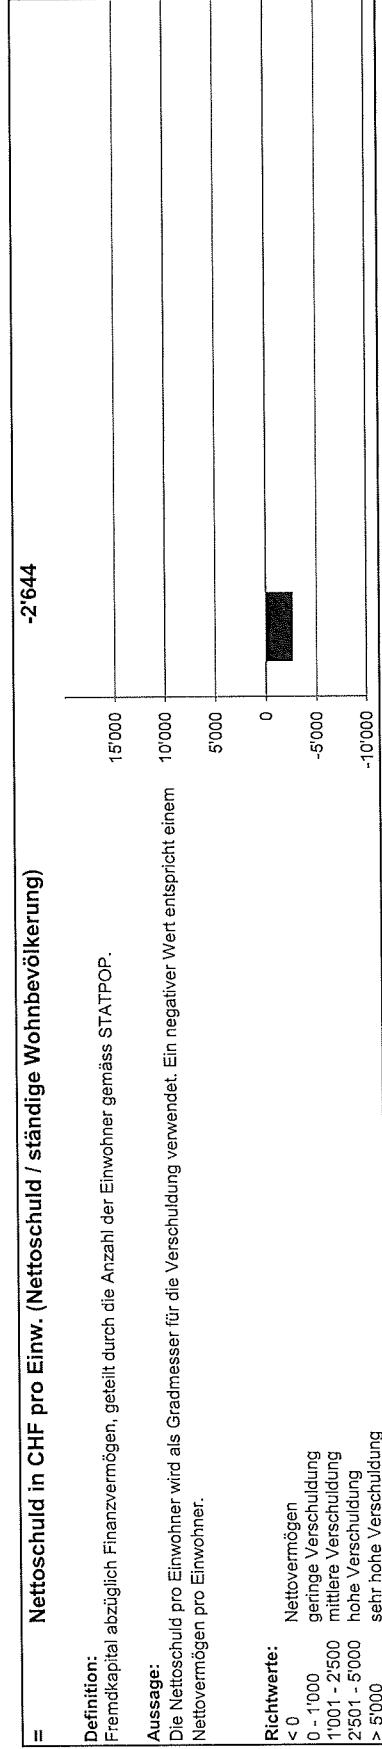 = Nettoschuld in CHF pro Einw. (Nettoschuld / ständige Wohnbevölkerung) -2'644
Definition:
Fremdkapital abzüglich Finanzvermögen, geteilt durch die Anzahl der Einwohner gemäss STATPOP.
Aussage:
Die Nettoschuld pro Einwohner wird als Gradmesser für die Verschuldung verwendet. Ein negativer Wert entspricht einem
Nettovermögen pro Einwohner.
Richtwerte:
< 0 Nettovermögen
0 - 1'000 geringe Verschuldung
1'001 - 2'500 mittlere Verschuldung
2'501 - 5'000 hohe Verschuldung
> 5'000 sehr hohe Verschuldung
15'000
10'000
5'000
0
-5'000
-10'000